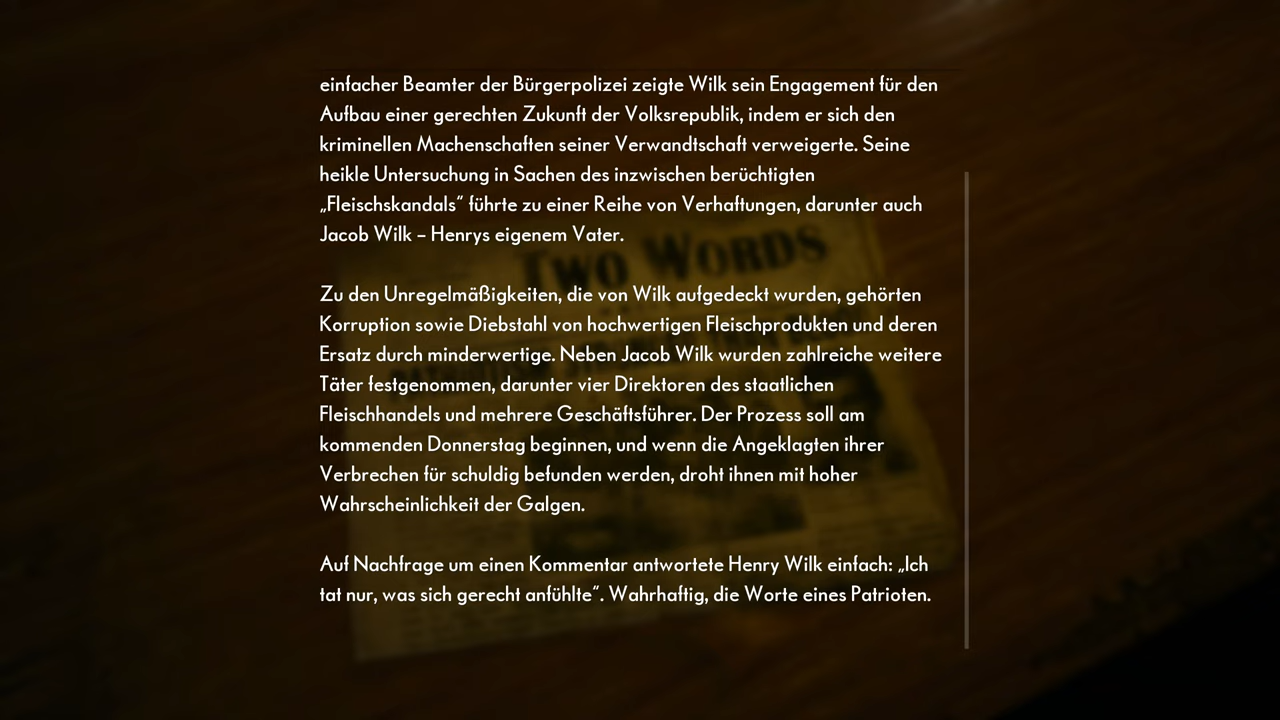 einfacher Beamter der Bürgerpolizei zeigte Wilk sein Engagement für den
Aufbau einer gerechten Zukunft der Volksrepublik, indem er sich den
kriminellen Machenschaften seiner Verwandtschaft verweigerte. Seine
heikle Untersuchung in Sachen des inzwischen berüchtigten
„Fleischskandals“ führte zu einer Reihe von Verhaftungen, darunter auch
Jacob Wilk – Henrys eigenem Vater.
Zu den Unregelmäßigkeiten, die von Wilk aufgedeckt wurden, gehörten
Korruption sowie Diebstahl von hochwertigen Fleischprodukten und deren
Ersatz durch minderwertige. Neben Jacob Wilk wurden zahlreiche weitere
Täter festgenommen, darunter vier Direktoren des staatlichen
Fleischhandels und mehrere Geschäftsführer. Der Prozess soll am
kommenden Donnerstag beginnen, und wenn die Angeklagten ihrer
Verbrechen für schuldig befunden werden, droht ihnen mit hoher
Wahrscheinlichkeit der Galgen.
Auf Nachfrage um einen Kommentar antwortete Henry Wilk einfach: „Ich
tat nur, was sich gerecht anfühlte“. Wahrhaftig, die Worte eines Patrioten.
TWO WORDS